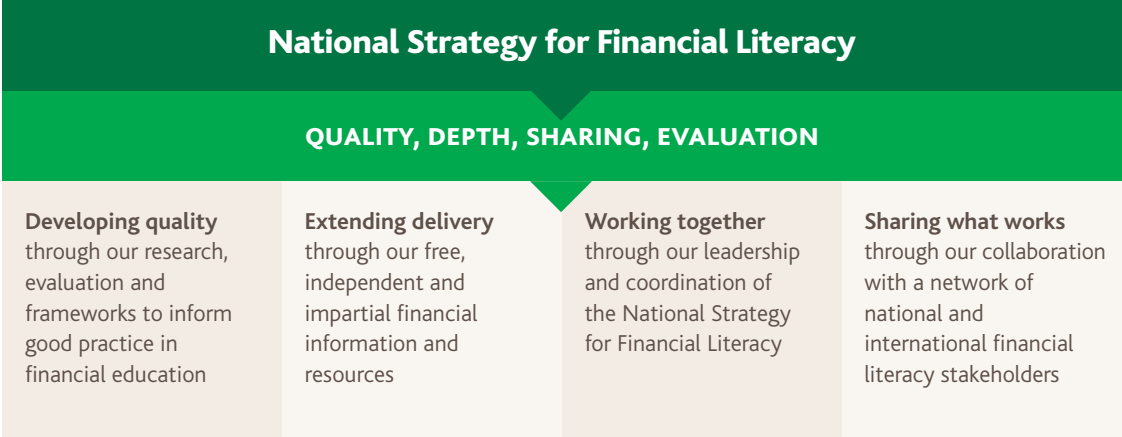 National Strategy for Financial Literacy
QUALITY, DEPTH, SHARING, EVALUATION
Developing quality
through our research,
evaluation and
frameworks to inform
good practice in
financial education
Extending delivery
through our free,
independent and
impartial financial
information and
resources
Working together
through our leadership
and coordination of
the National Strategy
for Financial Literacy
Sharing what works
through our collaboration
with a network of
national and
international financial
literacy stakeholders